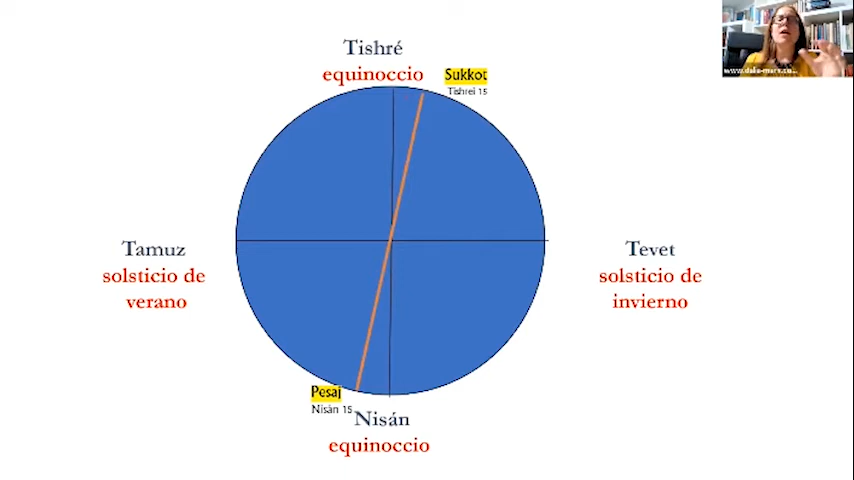 Tishré
equinoccio
Sukkot
Tishrei 15
Tamuz
solsticio de
verano
Tevet
solsticio de
invierno
Pesaj
Nisán 15
Nisán
equinoccio